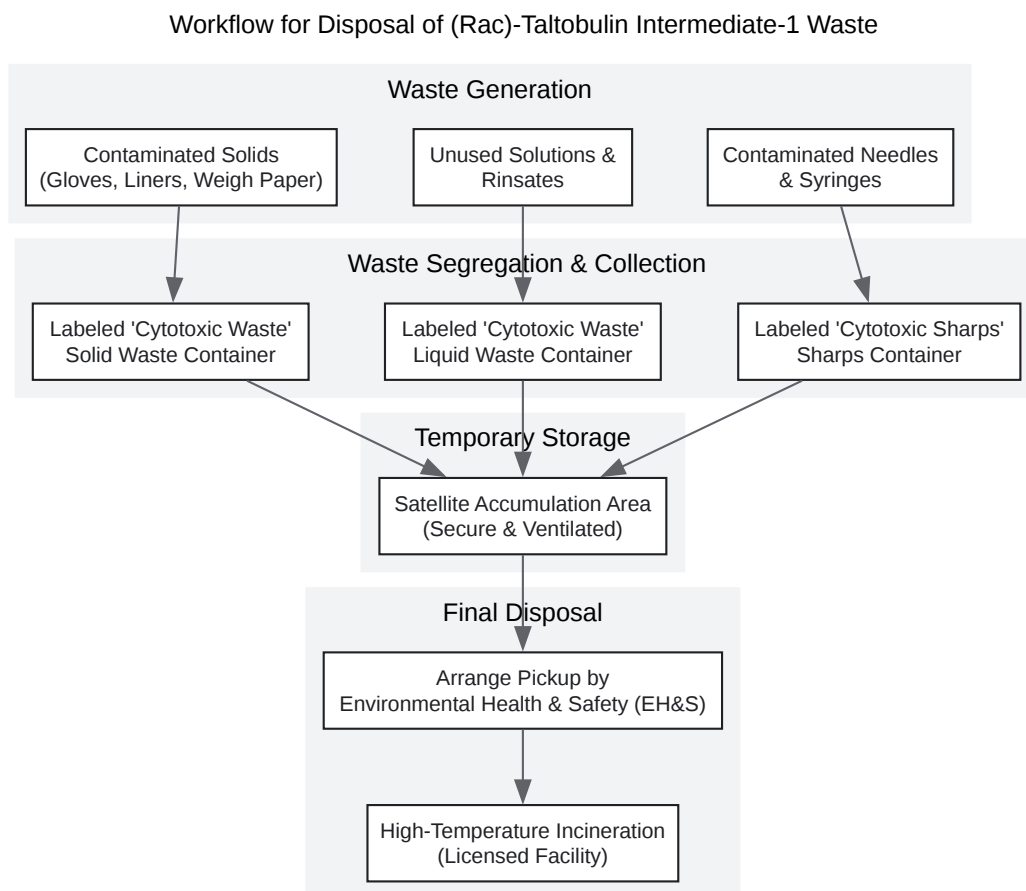 Workflow for Disposal of (Rac)-Taltobulin Intermediate-1 Waste
Waste Generation
Contaminated Solids
(Gloves, Liners, Weigh Paper)
Unused Solutions &
Rinsates
Contaminated Needles
& Syringes
Waste Segregation & Collection
Labeled 'Cytotoxic Waste'
Solid Waste Container
Labeled 'Cytotoxic Waste'
Liquid Waste Container
Labeled 'Cytotoxic Sharps'
Sharps Container
Temporary Storage
Satellite Accumulation Area
(Secure & Ventilated)
Final Disposal
Arrange Pickup by
Environmental Health & Safety (EH&S)
High-Temperature Incineration
(Licensed Facility)